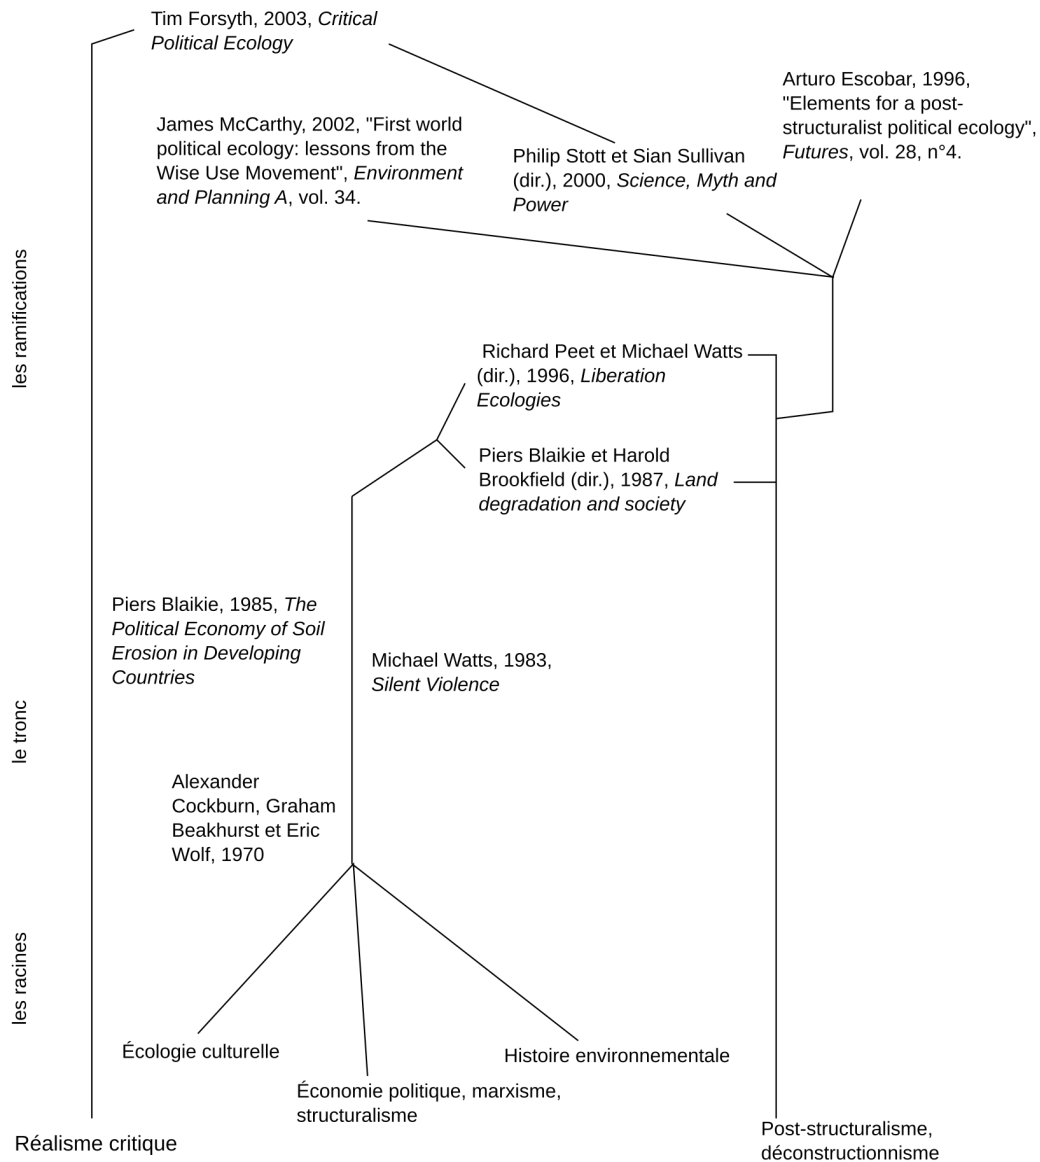 Tim Forsyth, 2003, Critical
Political Ecology
Arturo Escobar, 1996,
"Elements for a post-
structuralist political ecology",
Futures, vol. 28, n°4.
James McCarthy, 2002, "First world
political ecology: lessons from the
Wise Use Movement", Environment
and Planning A, vol. 34.
Philip Stott et Sian Sullivan
(dir.), 2000, Science, Myth and
Power
les ramifications
Richard Peet et Michael Watts
(dir.), 1996, Liberation
Ecologies
Piers Blaikie et Harold
Brookfield (dir.), 1987, Land
degradation and society
Piers Blaikie, 1985, The
Political Economy of Soil
Erosion in Developing
Countries
Michael Watts, 1983,
Silent Violence
le tronc
Alexander
Cockburn, Graham
Beakhurst et Eric
Wolf, 1970
les racines
Écologie culturelle
Histoire environnementale
Économie politique, marxisme,
structuralisme
Réalisme critique
Post-structuralisme,
déconstructionnisme